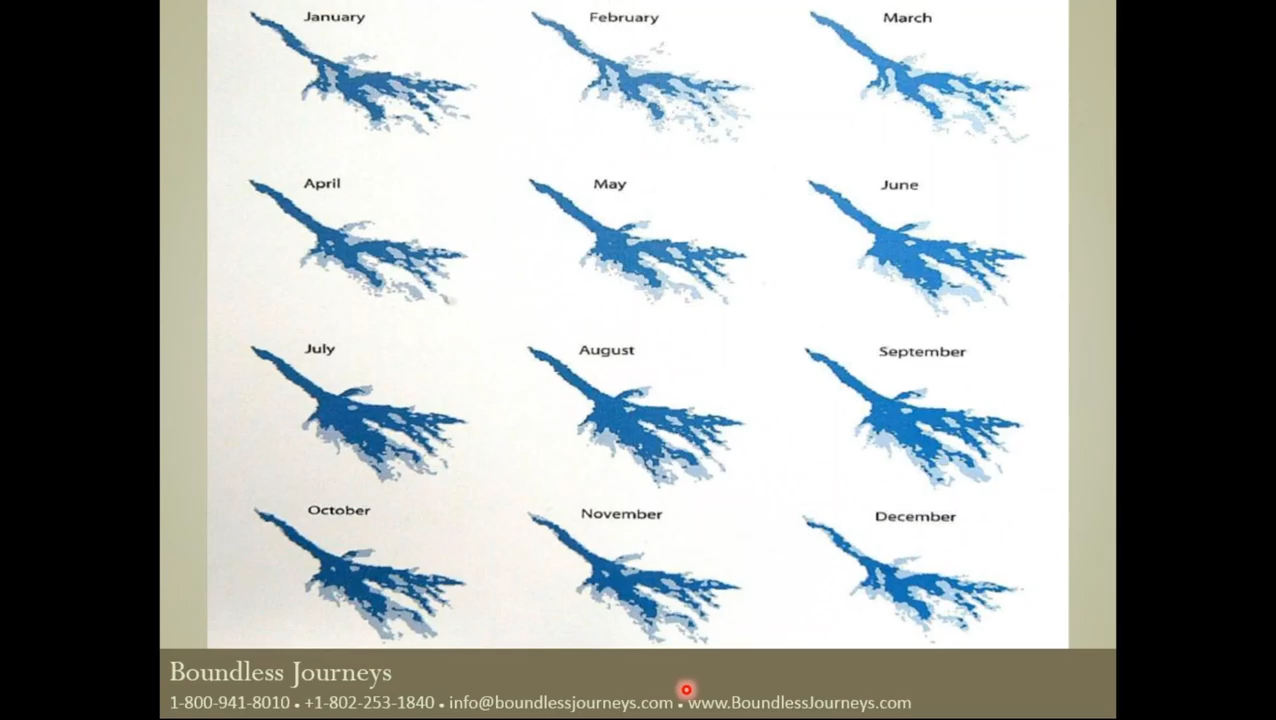 January
February
March
April
May
June
July
August
September
October
November
December
Boundless Journeys
1-800-941-8010 • +1-802-253-1840 • info@boundlessjourneys.com • www.BoundlessJourneys.com